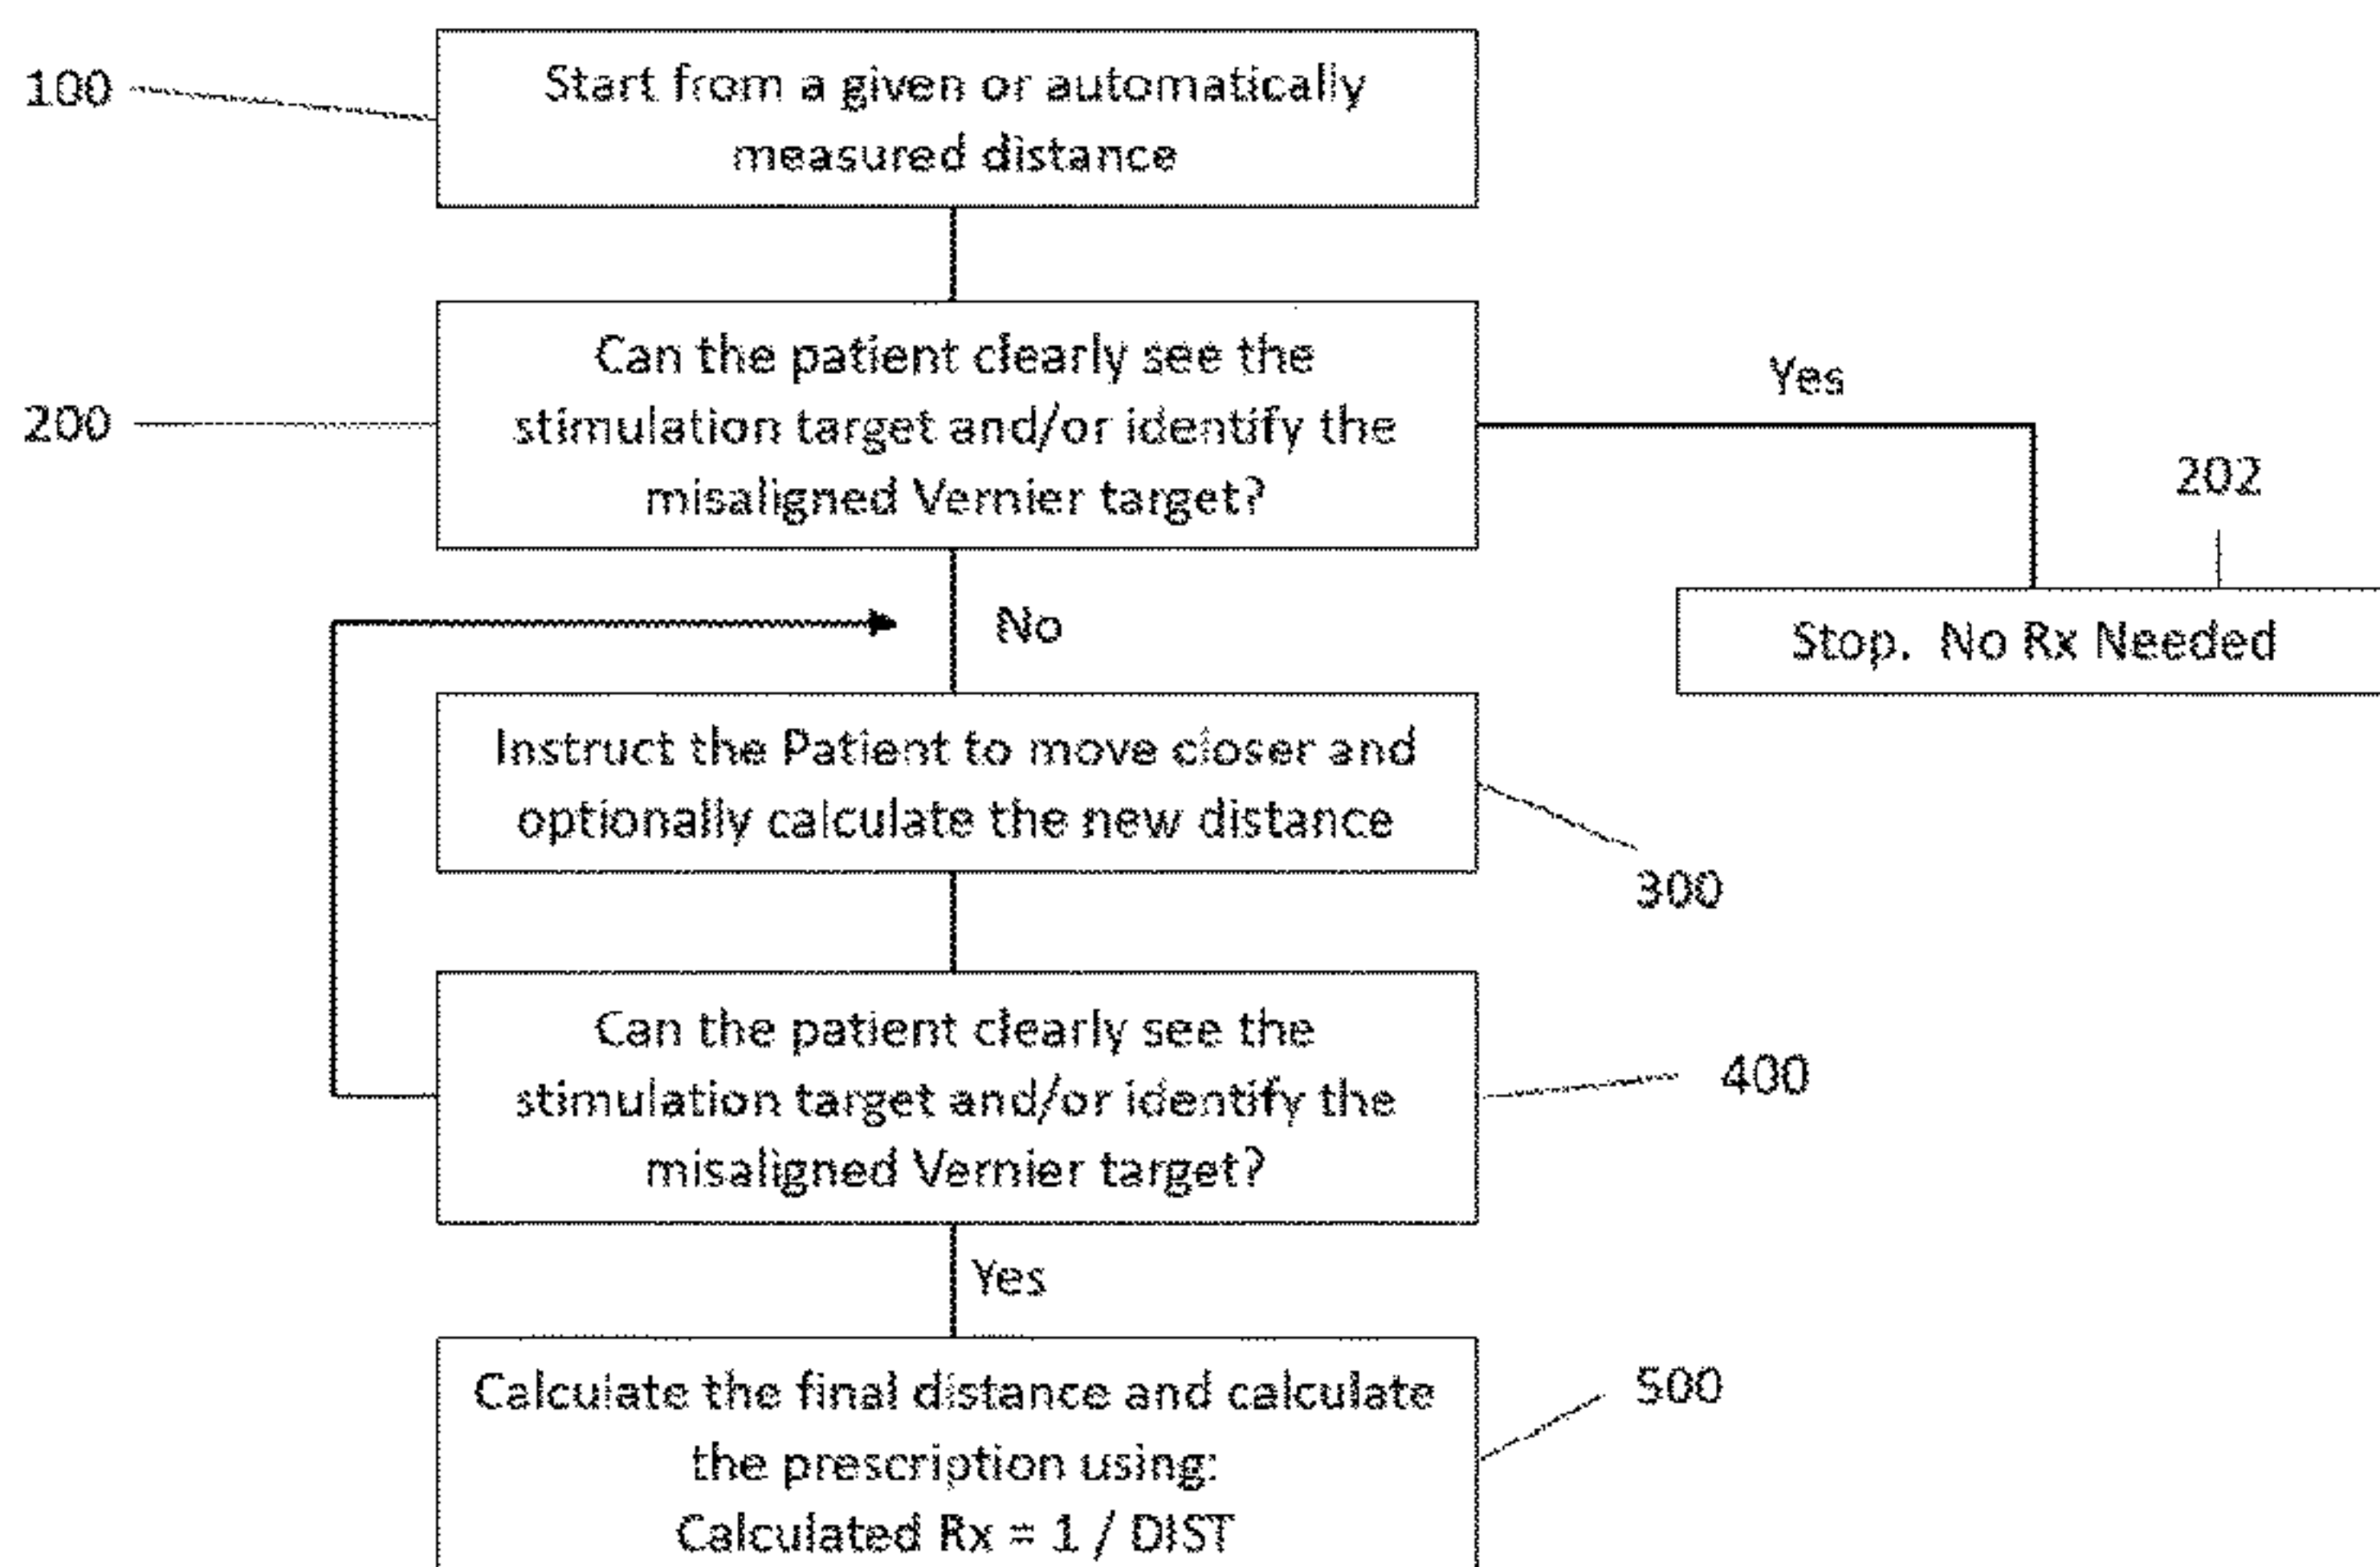 100
Start from a given or automatically
measured distance
200
Can the patient clearly see the
stimulation target and/or identify the
misaligned Vernier target?
Yes
202
Stop. No Rx Needed
No
Instruct the Patient to move closer and
optionally calculate the new distance
300
Can the patient clearly see the
stimulation target and/or identify the
misaligned Vernier target?
400
Yes
Calculate the final distance and calculate
the prescription using:
Calculated Rx = 1 / DIST
500